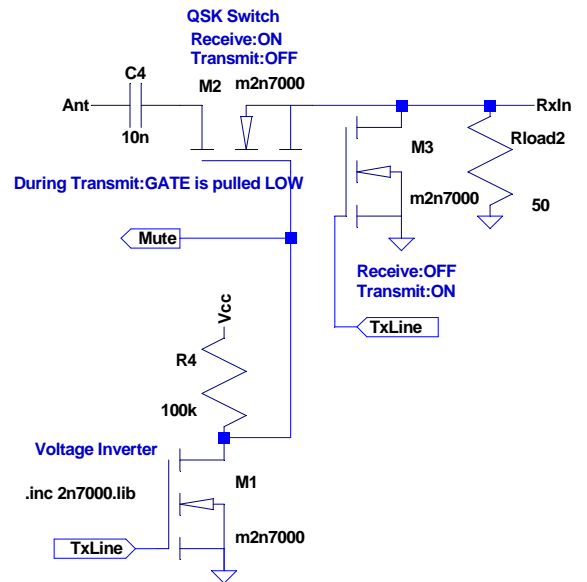 QSK Switch
Receive:ON
Transmit:OFF
C4
M2
m2n7000
Ant
10n
RxIn
M3
Rload2
During Transmit:GATE is pulled LOW
m2n7000
50
Mute
Receive:OFF
Transmit:ON
Vcc
TxLine
R4
100k
Voltage Inverter
.inc 2n7000.lib
M1
TxLine
m2n7000